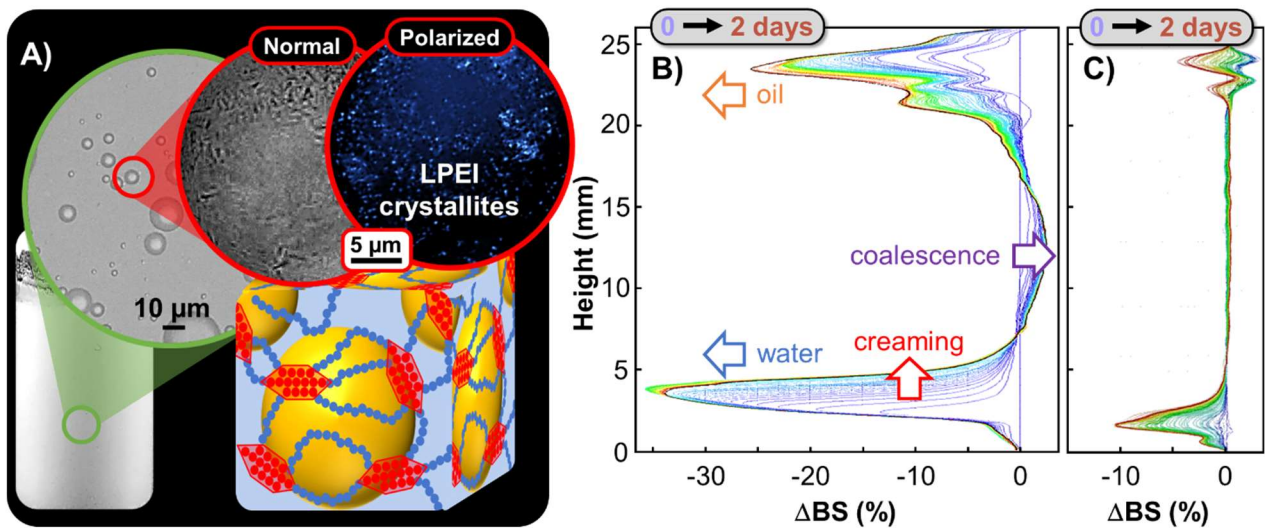 A)
Normal
Polarized
LPEI
crystallites
5 µm
10 µm
0 → 2 days
B)
oil
coalescence
water
creaming
Height (mm)
25
20
15
10
5
0
-30
-20
-10
0
ΔBS (%)
0 → 2 days
C)
-10
0
ΔBS (%)